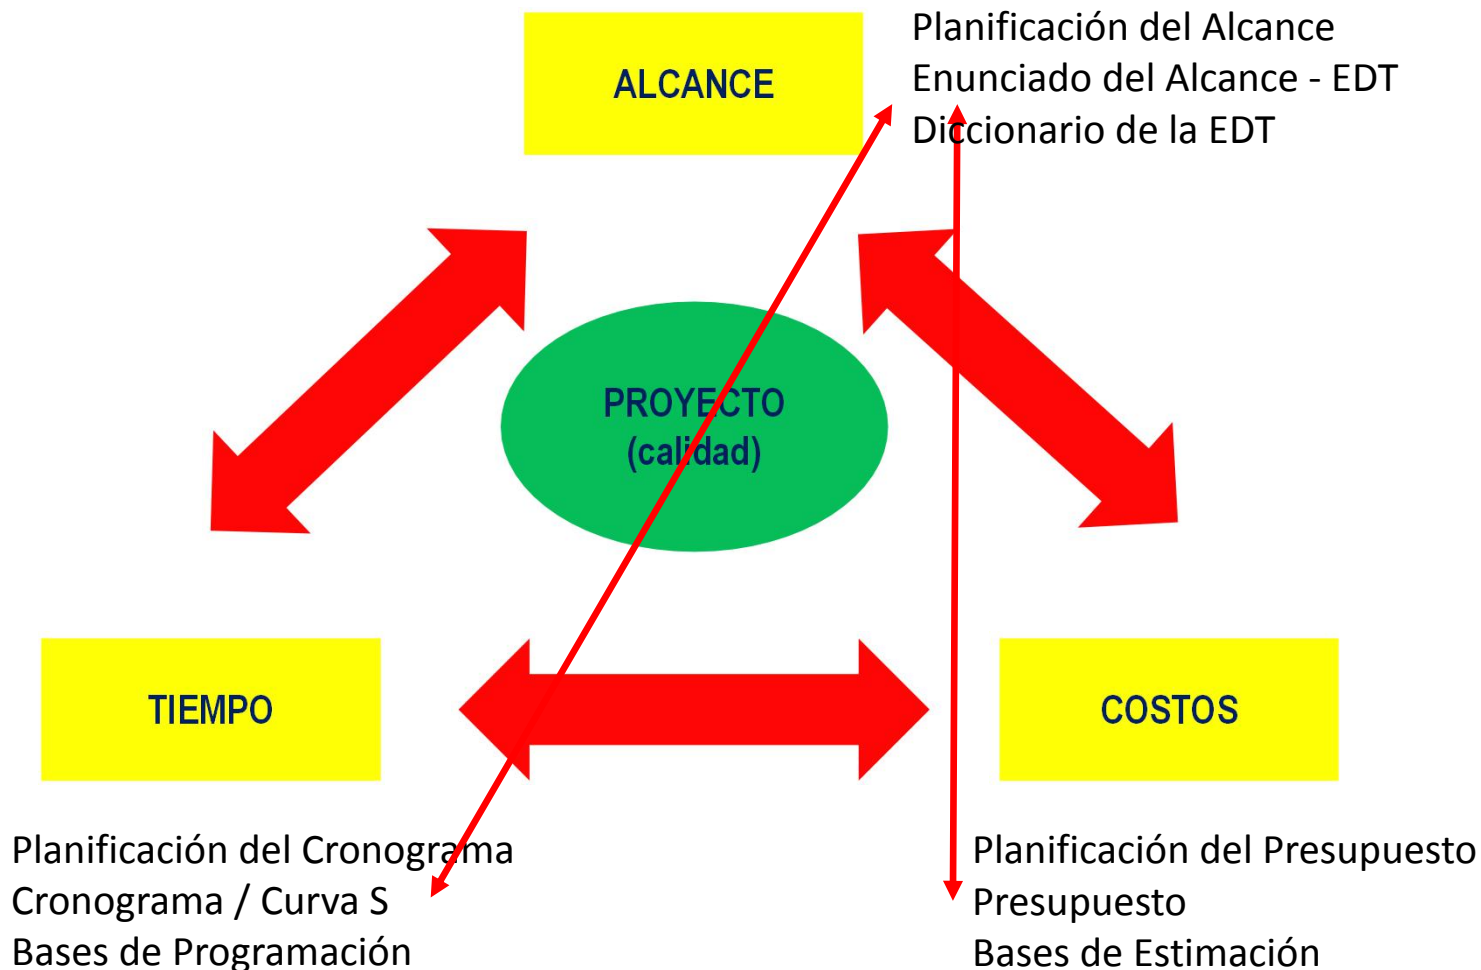 ALCANCE
Planificación del Alcance
Enunciado del Alcance - EDT
Diccionario de la EDT
PROYECTO
(calidad)
TIEMPO
COSTOS
Planificación del Cronograma
Cronograma / Curva S
Bases de Programación
Planificación del Presupuesto
Presupuesto
Bases de Estimación